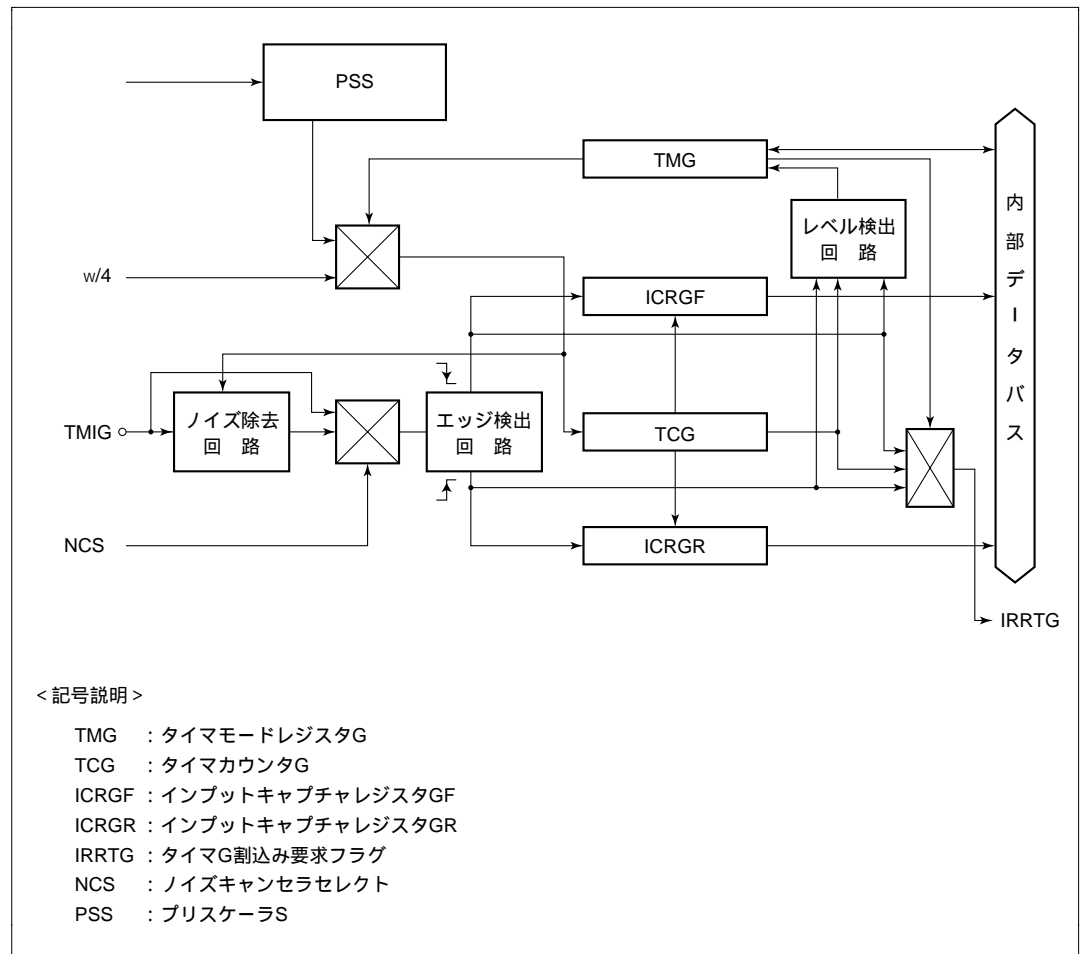 PSS
TMG
レベル検出
回 路
w/4
ICRGF
TMIG
ノイズ除去
回 路
エッジ検出
回 路
TCG
NCS
ICRGR
内部データバス
IRRTG
<記号説明>
TMG :タイマモードレジスタG
TCG :タイマカウンタG
ICRGF :インプットキャプチャレジスタGF
ICRGR :インプットキャプチャレジスタGR
IRRTG :タイマG割込み要求フラグ
NCS :ノイズキャンセラセレクト
PSS :プリスケーラS